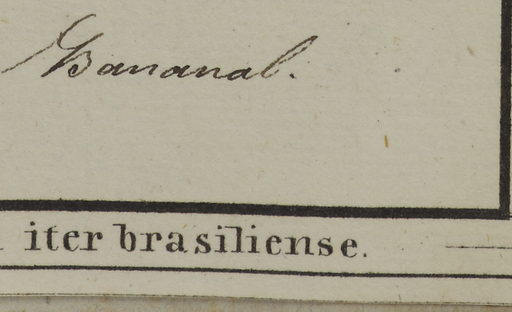 Bananal.
iter brasiliense.